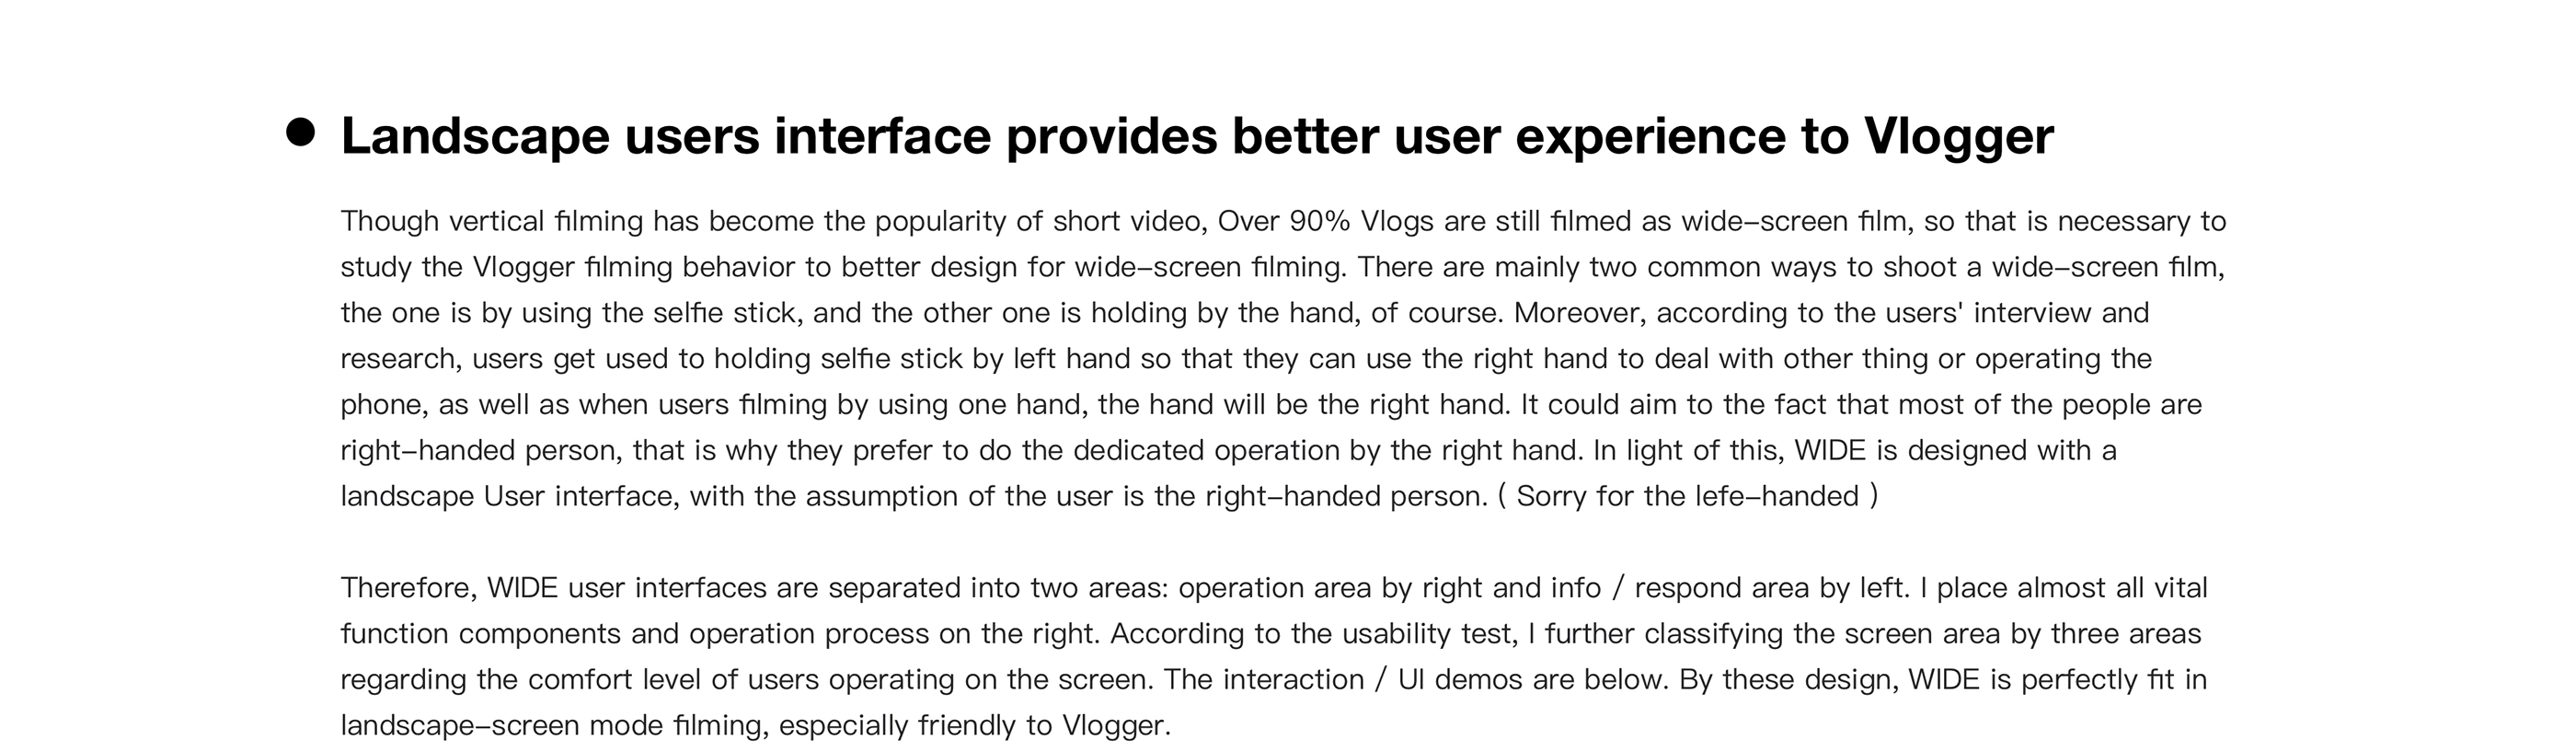 ● Landscape users interface provides better user experience to Vlogger
Though vertical filming has become the popularity of short video, Over 90% Vlogs are still filmed as wide–screen film, so that is necessary to
study the Vlogger filming behavior to better design for wide–screen filming. There are mainly two common ways to shoot a wide–screen film,
the one is by using the selfie stick, and the other one is holding by the hand, of course. Moreover, according to the users' interview and
research, users get used to holding selfie stick by left hand so that they can use the right hand to deal with other thing or operating the
phone, as well as when users filming by using one hand, the hand will be the right hand. It could aim to the fact that most of the people are
right–handed person, that is why they prefer to do the dedicated operation by the right hand. In light of this, WIDE is designed with a
landscape User interface, with the assumption of the user is the right–handed person. ( Sorry for the lefe–handed )
Therefore, WIDE user interfaces are separated into two areas: operation area by right and info / respond area by left. I place almost all vital
function components and operation process on the right. According to the usability test, I further classifying the screen area by three areas
regarding the comfort level of users operating on the screen. The interaction / UI demos are below. By these design, WIDE is perfectly fit in
landscape–screen mode filming, especially friendly to Vlogger.